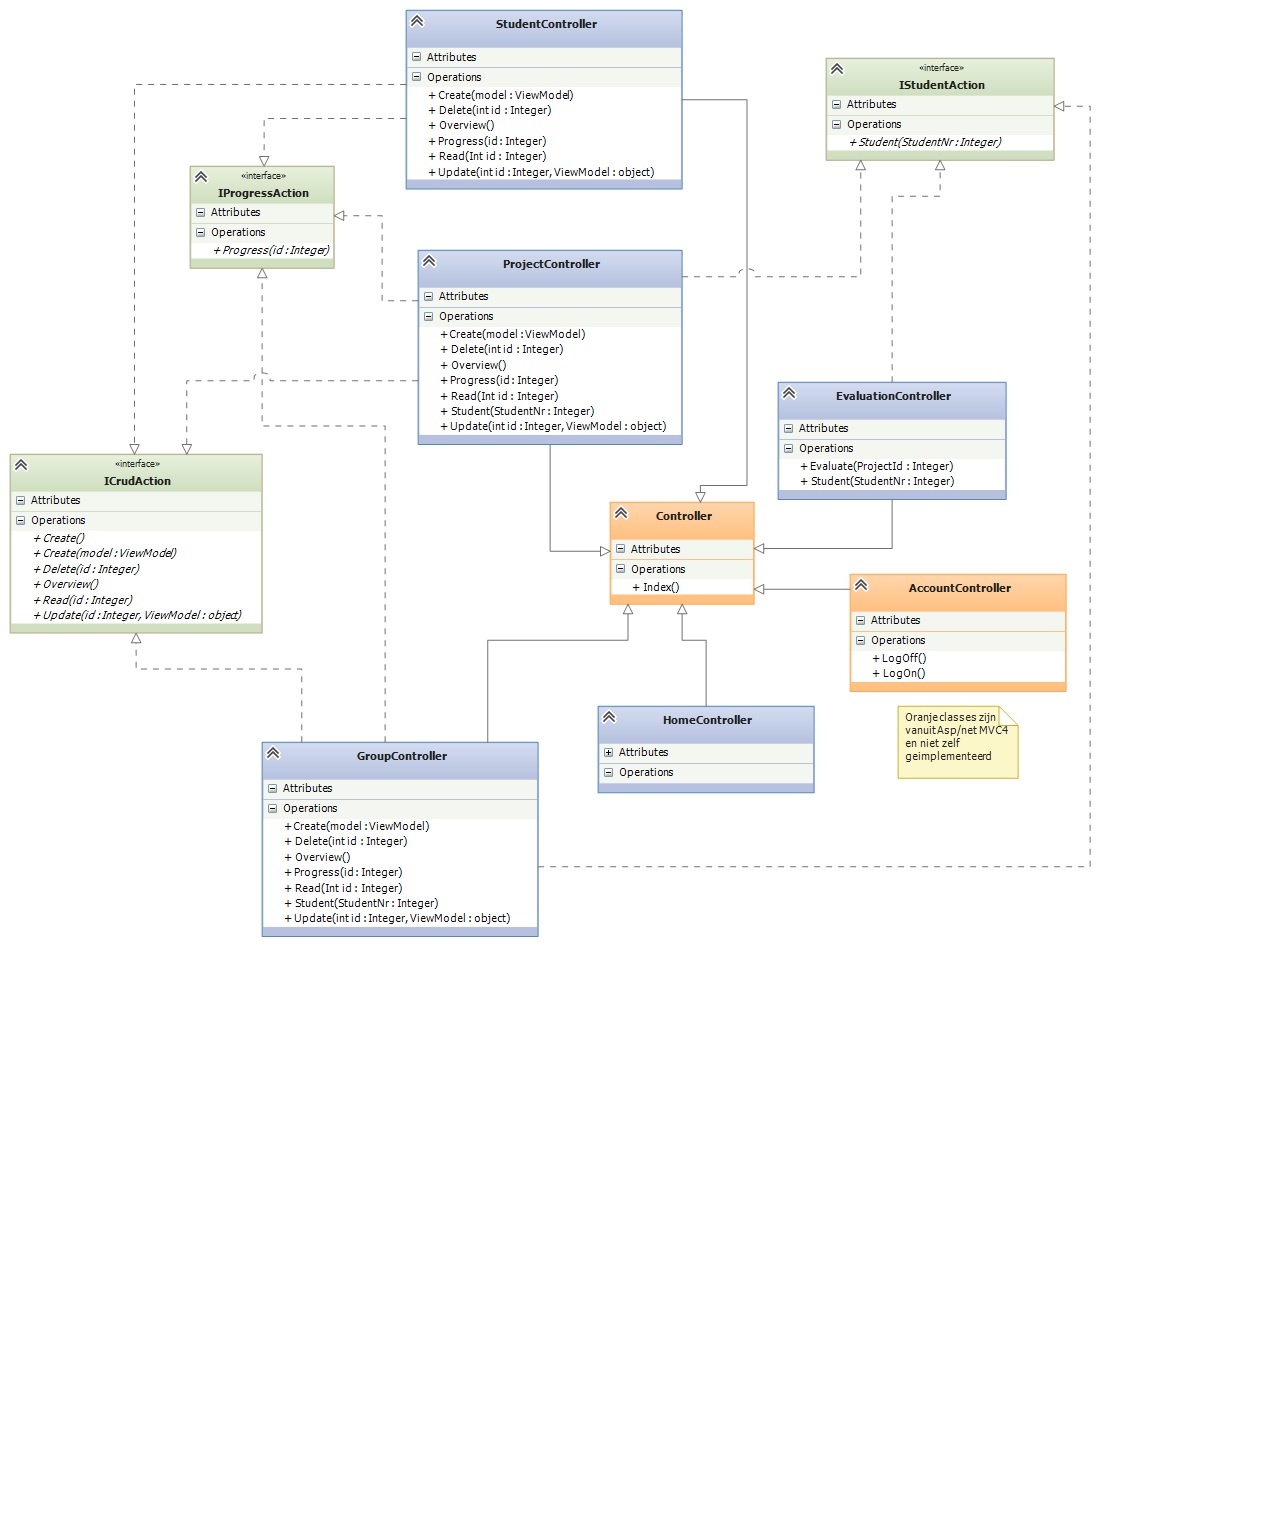 StudentController
Attributes
Operations
+ Create(model : ViewModel)
+ Delete(int id : Integer)
+ Overview()
+ Progress(id : Integer)
+ Read(Int id : Integer)
+ Update(int id : Integer, ViewModel : object)
«interface»
IStudentAction
Attributes
Operations
+ Student(StudentNr : Integer)
«interface»
IProgressAction
Attributes
Operations
+ Progress(id : Integer)
ProjectController
Attributes
Operations
+ Create(model : ViewModel)
+ Delete(int id : Integer)
+ Overview()
+ Progress(id : Integer)
+ Read(Int id : Integer)
+ Student(StudentNr : Integer)
+ Update(int id : Integer, ViewModel : object)
EvaluationController
Attributes
Operations
+ Evaluate(ProjectId : Integer)
+ Student(StudentNr : Integer)
«interface»
ICrudAction
Attributes
Operations
+ Create()
+ Create(model : ViewModel)
+ Delete(id : Integer)
+ Overview()
+ Read(id : Integer)
+ Update(id : Integer, ViewModel : object)
Controller
Attributes
Operations
+ Index()
AccountController
Attributes
Operations
+ LogOff()
+ LogOn()
HomeController
Attributes
Operations
Oranje classes zijn
vanuit Asp/net MVC4
en niet zelf
geimplementeerd
GroupController
Attributes
Operations
+ Create(model : ViewModel)
+ Delete(int id : Integer)
+ Overview()
+ Progress(id : Integer)
+ Read(Int id : Integer)
+ Student(StudentNr : Integer)
+ Update(int id : Integer, ViewModel : object)